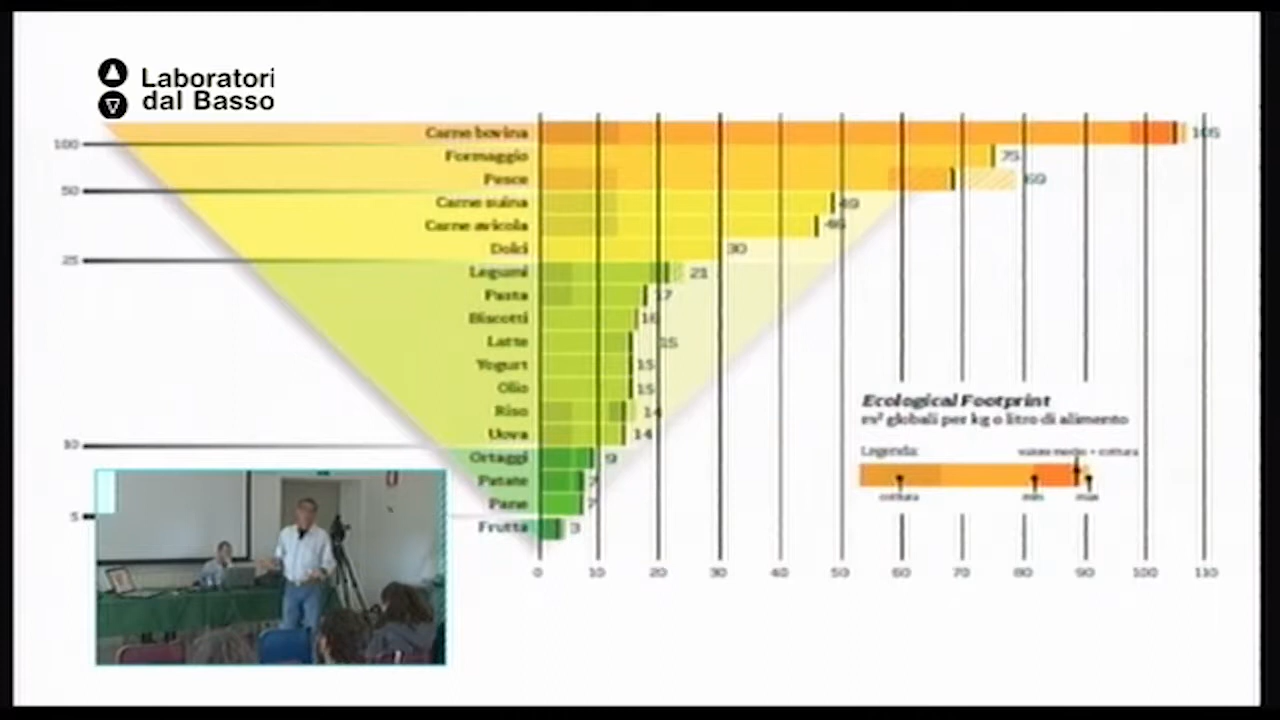 Laboratori
dal Basso
100
50
25
10
5
Carne bovina 105
Formaggio 75
Pesce 69
Carne suina 49
Carne avicola 46
Dolci 30
Legumi 21
Pasta 17
Biscotti 16
Latte 15
Yogurt 15
Olio 15
Riso 14
Uova 14
Ortaggi 9
Patate 7
Pane 7
Frutta 3
0 10 20 30 40 50 60 70 80 90 100 110
Ecological Footprint
m² globali per kg o litro di alimento
Legenda:
valore medio + cottura
cottura min max